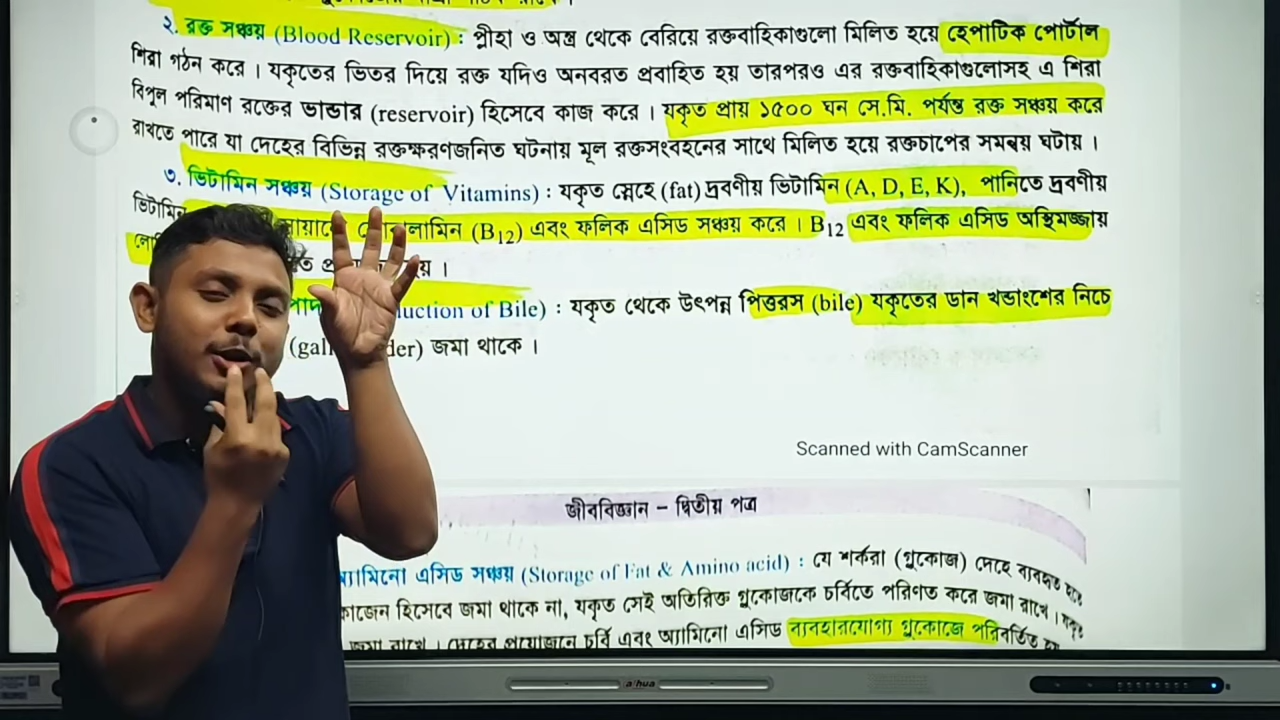 ২. রক্ত সঞ্চয় (Blood Reservoir) : প্লীহা ও অন্ত্র থেকে বেরিয়ে রক্তবাহিকাগুলো মিলিত হয়ে হেপাটিক পোর্টাল
শিরা গঠন করে । যকৃতের ভিতর দিয়ে রক্ত যদিও অনবরত প্রবাহিত হয় তারপরও এর রক্তবাহিকাগুলোসহ এ শিরা
বিপুল পরিমাণ রক্তের ভান্ডার (reservoir) হিসেবে কাজ করে । যকৃত প্রায় ১৫০০ ঘন সে.মি. পর্যন্ত রক্ত সঞ্চয় করে
রাখতে পারে যা দেহের বিভিন্ন রক্তক্ষরণজনিত ঘটনায় মূল রক্তসংবহনের সাথে মিলিত হয়ে রক্তচাপের সমন্বয় ঘটায় ।
৩. ভিটামিন সঞ্চয় (Storage of Vitamins) : যকৃত স্নেহে (fat) দ্রবণীয় ভিটামিন (A, D, E, K), পানিতে দ্রবণীয়
ভিটামিন (B₁₂) এবং ফলিক এসিড সঞ্চয় করে । B₁₂ এবং ফলিক এসিড অস্থিমজ্জায়
হয় ।
of Bile) : যকৃত থেকে উৎপন্ন পিত্তরস (bile) যকৃতের ডান খন্ডাংশের নিচে
জমা থাকে ।
Scanned with CamScanner
জীববিজ্ঞান – দ্বিতীয় পত্র
এসিড সঞ্চয় (Storage of Fat & Amino acid) : যে শর্করা (গ্লুকোজ) দেহে ব্যবহৃত হয়ে
হিসেবে জমা থাকে না, যকৃত সেই অতিরিক্ত গ্লুকোজকে চর্বিতে পরিণত করে জমা রাখে । যকৃত
জমা রাখে । দেহের প্রয়োজনে চর্বি এবং অ্যামিনো এসিড ব্যবহারযোগ্য গ্লুকোজে পরিবর্তিত হয়
alhua